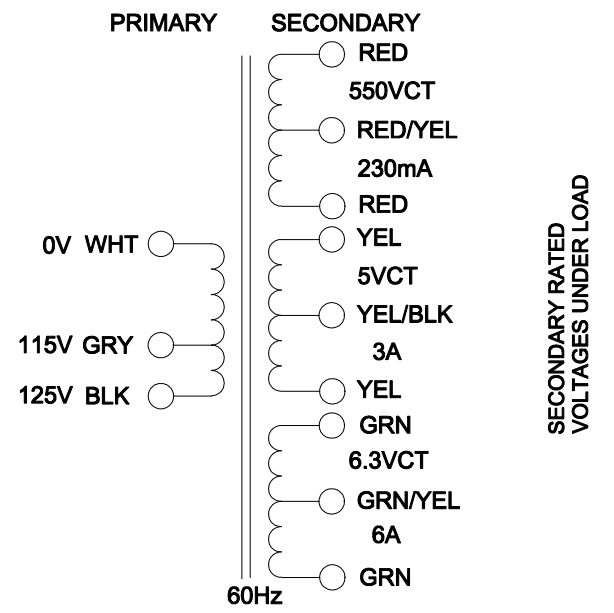 PRIMARY
SECONDARY
RED
550VCT
RED/YEL
230mA
RED
0V WHT
115V GRY
125V BLK
YEL
5VCT
YEL/BLK
3A
YEL
GRN
6.3VCT
GRN/YEL
6A
GRN
60Hz
SECONDARY RATED
VOLTAGES UNDER LOAD